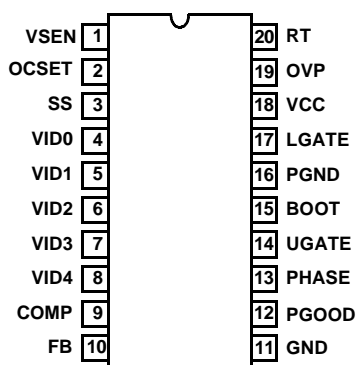 VSEN 1 20 RT
OCSET 2 19 OVP
SS 3 18 VCC
VID0 4 17 LGATE
VID1 5 16 PGND
VID2 6 15 BOOT
VID3 7 14 UGATE
VID4 8 13 PHASE
COMP 9 12 PGOOD
FB 10 11 GND